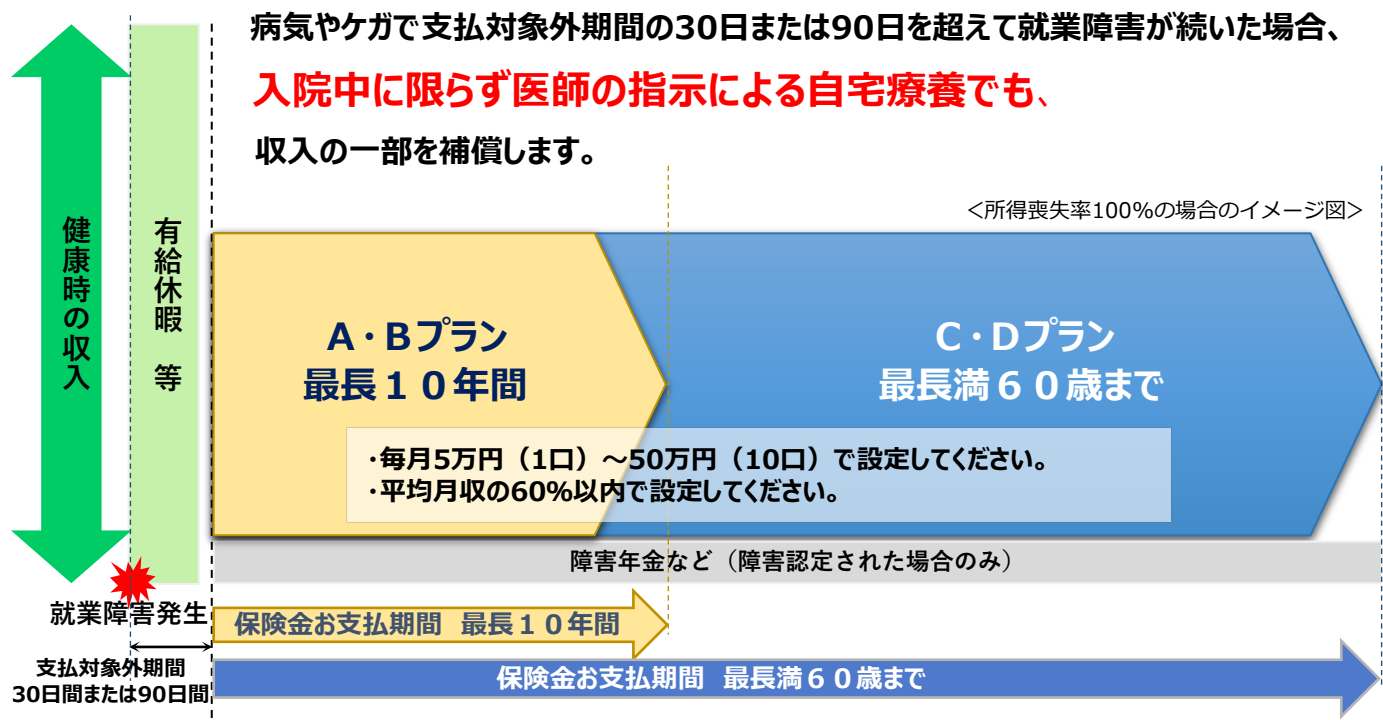 病気やケガで支払対象外期間の30日または90日を超えて就業障害が続いた場合、
入院中に限らず医師の指示による自宅療養でも、
収入の一部を補償します。
<所得喪失率100%の場合のイメージ図>
健康時の収入
有給休暇 等
A・Bプラン
最長10年間
C・Dプラン
最長満60歳まで
・毎月5万円(1口)~50万円(10口)で設定してください。
・平均月収の60%以内で設定してください。
障害年金など(障害認定された場合のみ)
就業障害発生
保険金お支払期間 最長10年間
支払対象外期間
30日間または90日間
保険金お支払期間 最長満60歳まで